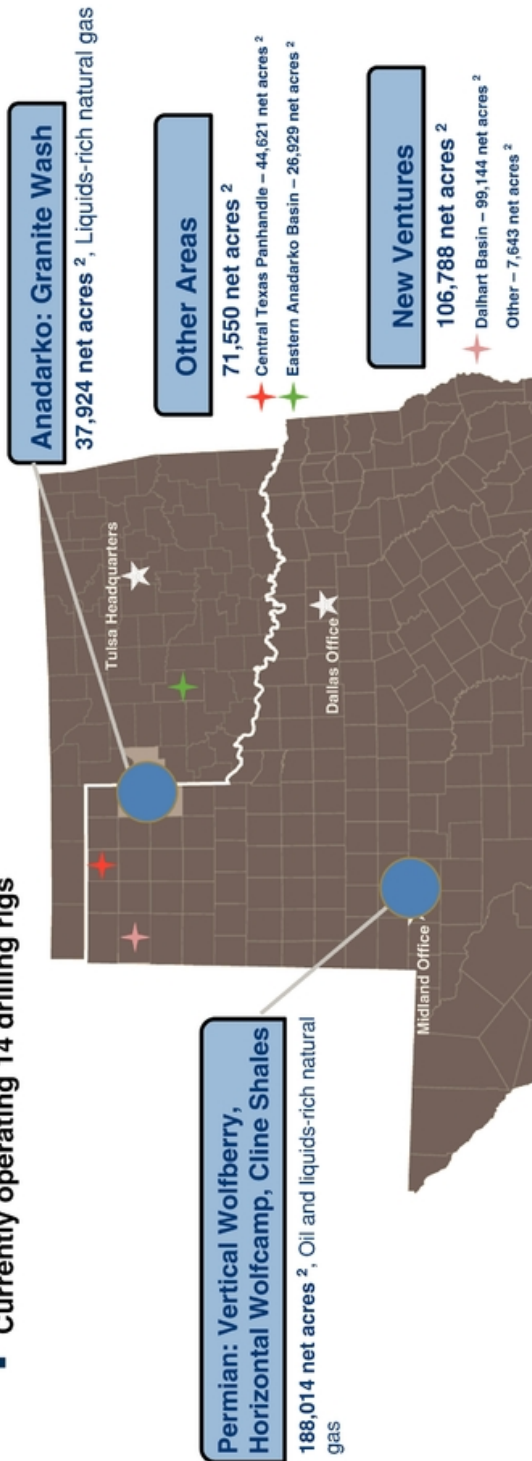 ▪ Currently operating 14 drilling rigs
Permian: Vertical Wolfberry,
Horizontal Wolfcamp, Cline Shales
188,014 net acres ², Oil and liquids-rich natural
gas
Midland Office
Dallas Office
Tulsa Headquarters
Anadarko: Granite Wash
37,924 net acres ², Liquids-rich natural gas
Other Areas
71,550 net acres ²
Central Texas Panhandle – 44,621 net acres ²
Eastern Anadarko Basin – 26,929 net acres ²
New Ventures
106,788 net acres ²
Dalhart Basin – 99,144 net acres ²
Other – 7,643 net acres ²